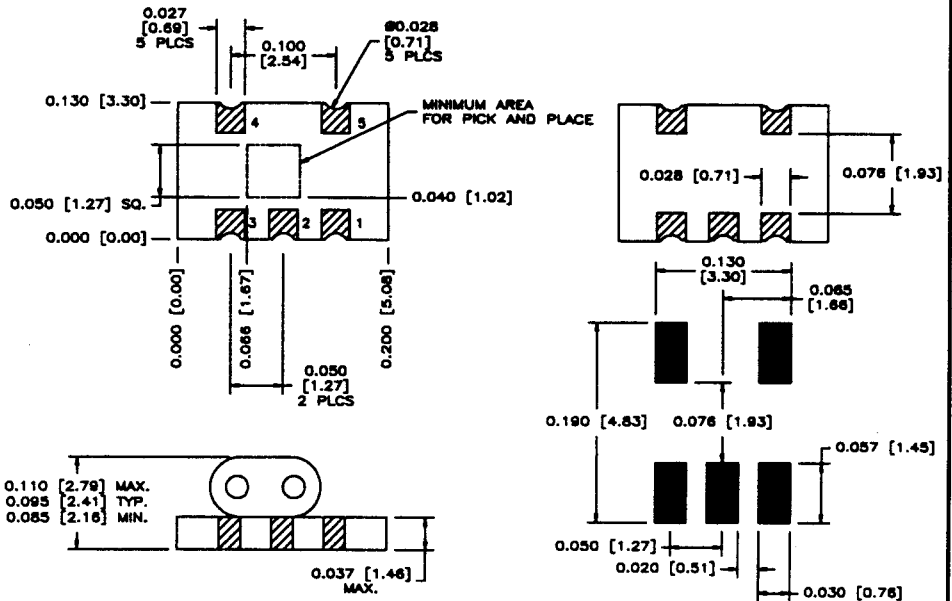 0.027
[0.69]
5 PLCS
0.100
[2.54]
Ø0.028
[0.71]
5 PLCS
0.130 [3.30]
4
5
MINIMUM AREA
FOR PICK AND PLACE
0.050 [1.27] SQ.
0.040 [1.02]
3
2
1
0.000 [0.00]
0.000 [0.00]
0.066 [1.67]
0.200 [5.08]
0.050
[1.27]
2 PLCS
0.028 [0.71]
0.076 [1.93]
0.130
[3.30]
0.065
[1.66]
0.190 [4.83]
0.076 [1.93]
0.057 [1.45]
0.050 [1.27]
0.020 [0.51]
0.030 [0.76]
0.110 [2.79] MAX.
0.095 [2.41] TYP.
0.085 [2.16] MIN.
0.037 [1.46]
MAX.